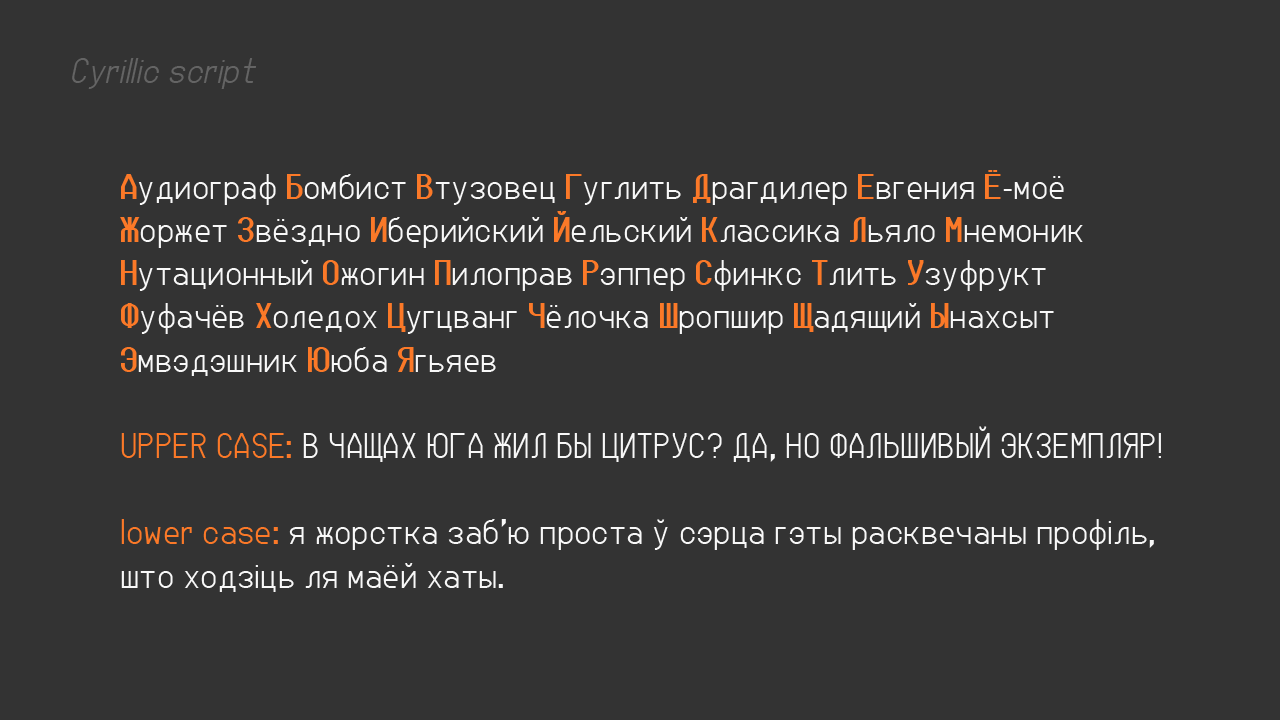 Cyrillic script
Аудиограф Бомбист Втузовец Гуглить Драгдилер Евгения Ё-моё
Жоржет Звёздно Иберийский Йельский Классика Льяло Мнемоник
Нутационный Ожогин Пилоправ Рэппер Сфинкс Тлить Узуфрукт
Фуфачёв Холедох Цугцванг Чёлочка Шропшир Щадящий Ынахсыт
Эмвэдэшник Ююба Ягьяев
UPPER CASE: В ЧАЩАХ ЮГА ЖИЛ БЫ ЦИТРУС? ДА, НО ФАЛЬШИВЫЙ ЭКЗЕМПЛЯР!
lower case: я жорстка заб’ю проста ў сэрца гэты расквечаны профіль,
што ходзіць ля маёй хаты.